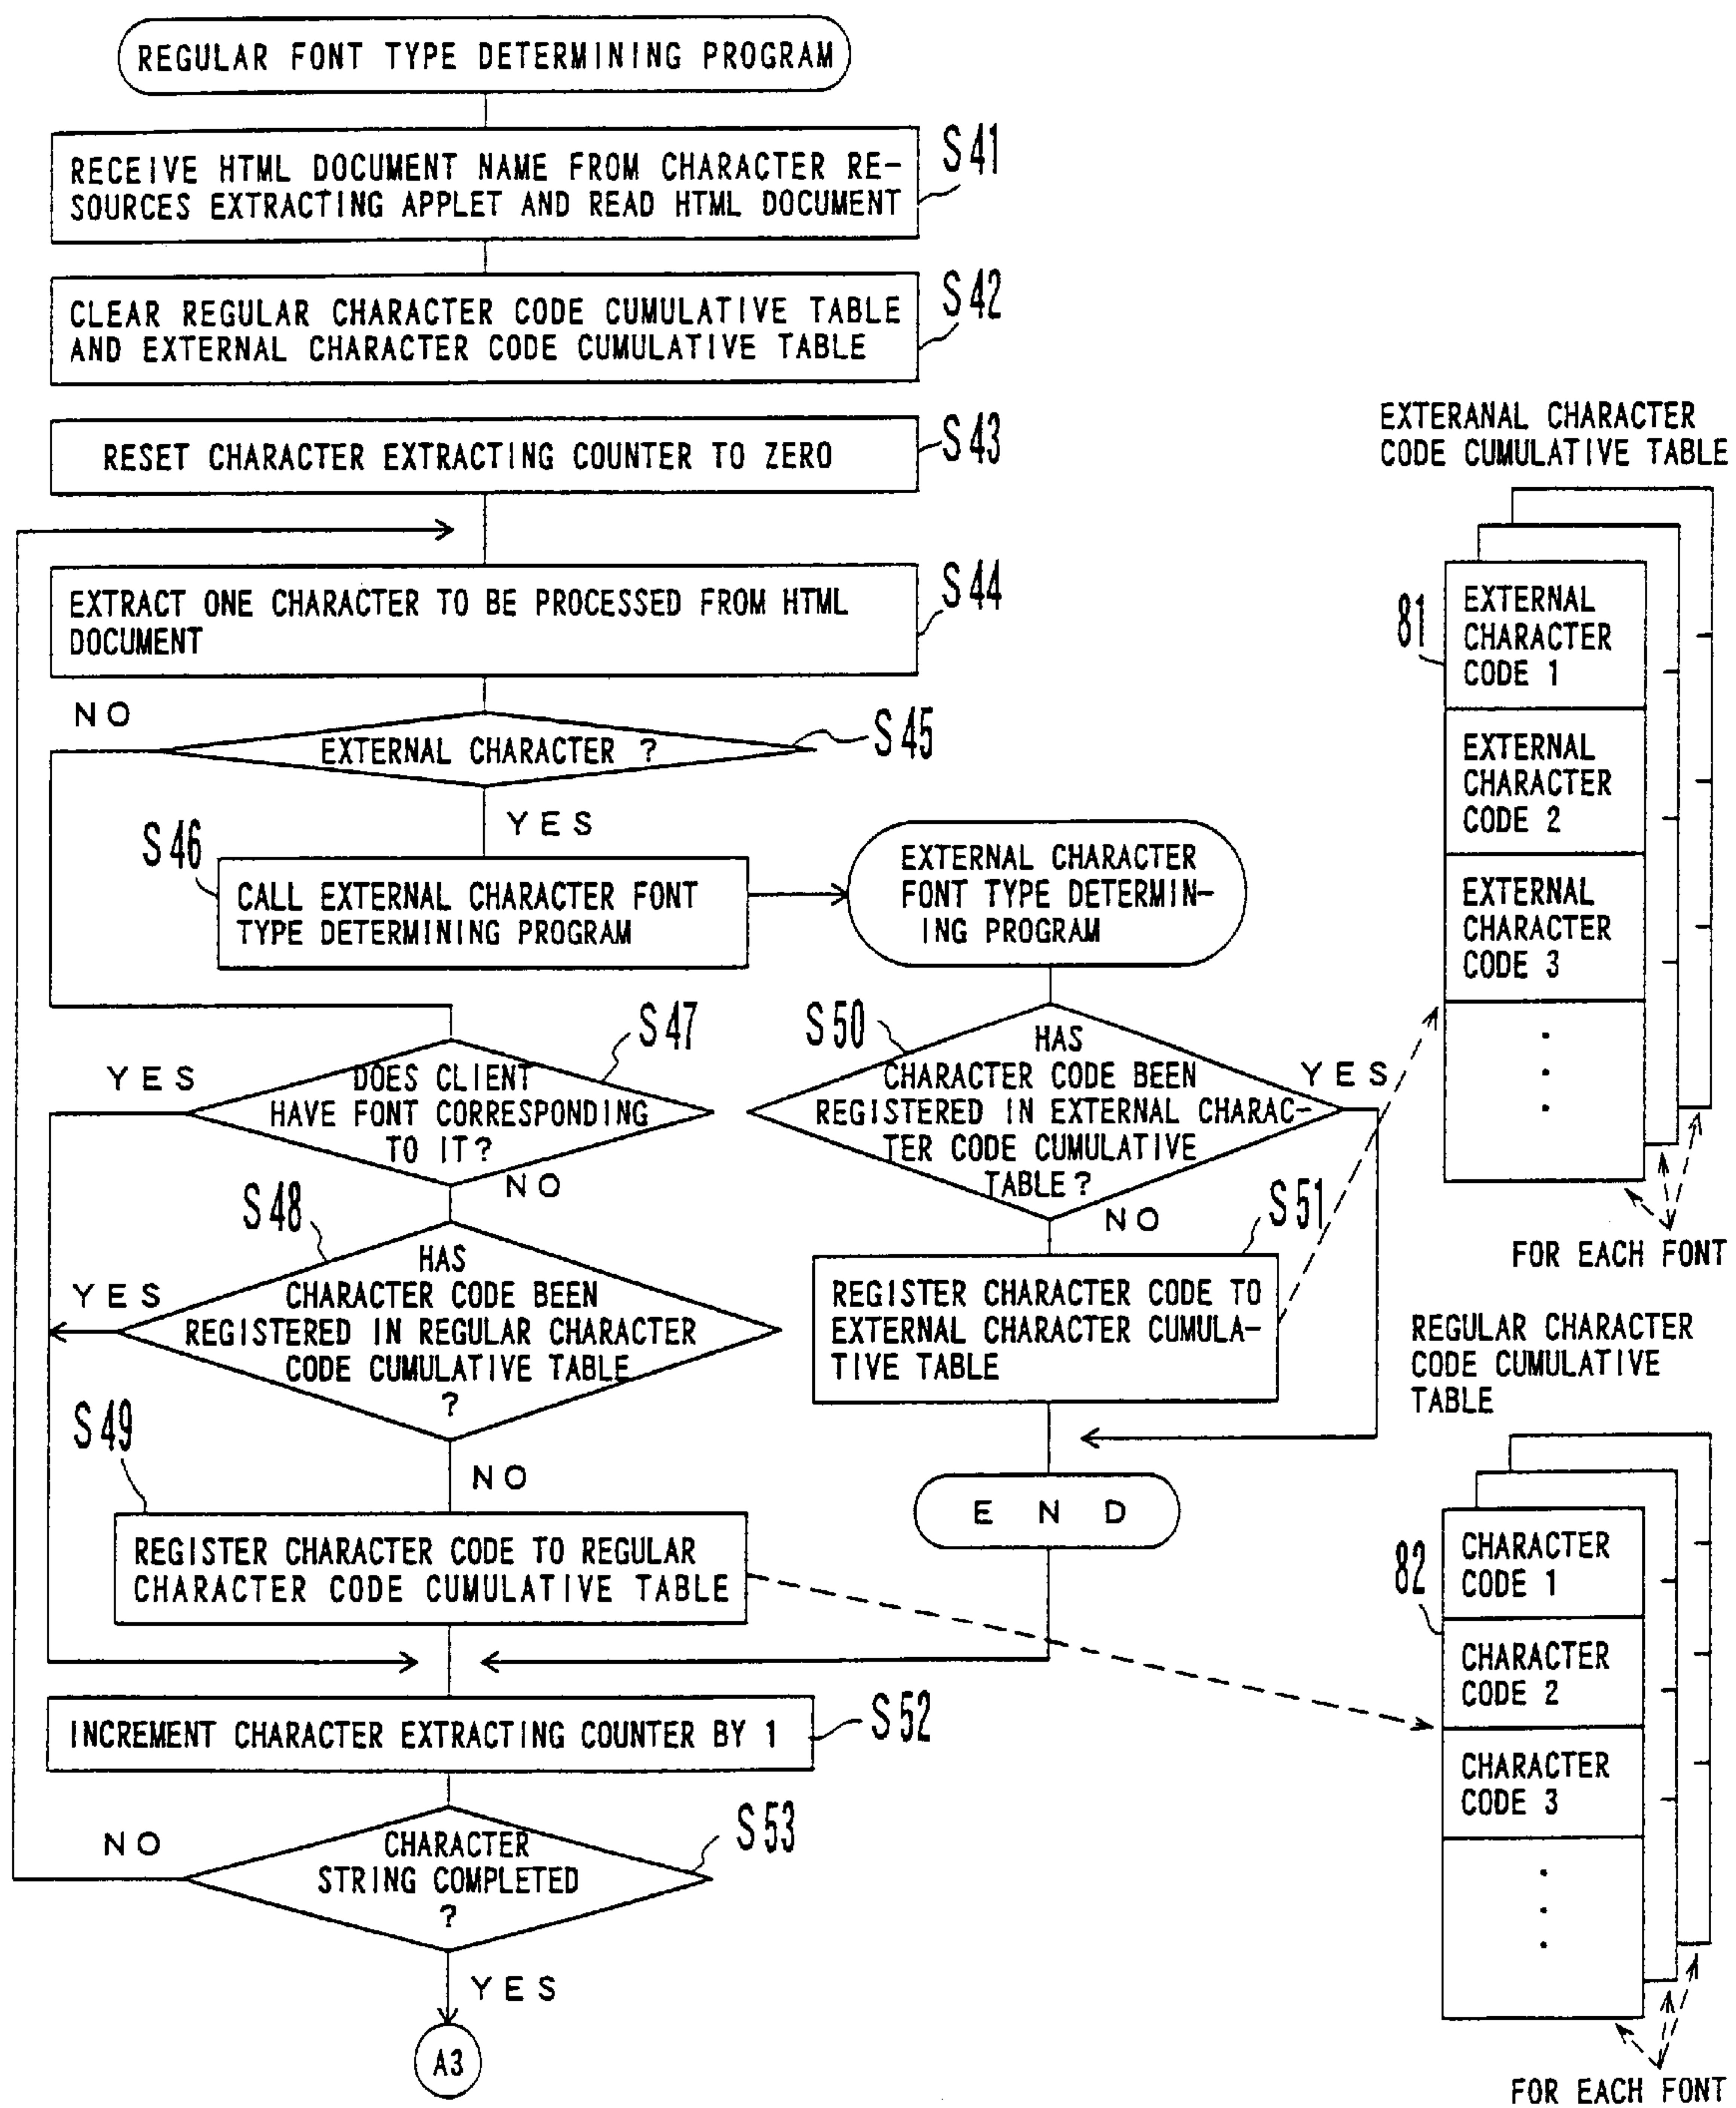 REGULAR FONT TYPE DETERMINING PROGRAM
S41
RECEIVE HTML DOCUMENT NAME FROM CHARACTER RE-
SOURCES EXTRACTING APPLET AND READ HTML DOCUMENT
S42
CLEAR REGULAR CHARACTER CODE CUMULATIVE TABLE
AND EXTERNAL CHARACTER CODE CUMULATIVE TABLE
S43
RESET CHARACTER EXTRACTING COUNTER TO ZERO
S44
EXTRACT ONE CHARACTER TO BE PROCESSED FROM HTML
DOCUMENT
NO
EXTERNAL CHARACTER ?
S45
YES
S46
CALL EXTERNAL CHARACTER FONT
TYPE DETERMINING PROGRAM
EXTERNAL CHARACTER
FONT TYPE DETERMIN-
ING PROGRAM
S47
YES
DOES CLIENT
HAVE FONT CORRESPONDING
TO IT?
NO
S48
YES
HAS
CHARACTER CODE BEEN
REGISTERED IN REGULAR CHARACTER
CODE CUMULATIVE TABLE
?
NO
S49
REGISTER CHARACTER CODE TO REGULAR
CHARACTER CODE CUMULATIVE TABLE
S50
HAS
CHARACTER CODE BEEN
REGISTERED IN EXTERNAL CHARAC-
TER CODE CUMULATIVE
TABLE?
YES
NO
S51
REGISTER CHARACTER CODE TO
EXTERNAL CHARACTER CUMULA-
TIVE TABLE
END
INCREMENT CHARACTER EXTRACTING COUNTER BY 1
S52
NO
CHARACTER
STRING COMPLETED
?
S53
YES
A3
EXTERANAL CHARACTER
CODE CUMULATIVE TABLE
81
EXTERNAL
CHARACTER
CODE 1
EXTERNAL
CHARACTER
CODE 2
EXTERNAL
CHARACTER
CODE 3
FOR EACH FONT
REGULAR CHARACTER
CODE CUMULATIVE
TABLE
82
CHARACTER
CODE 1
CHARACTER
CODE 2
CHARACTER
CODE 3
FOR EACH FONT